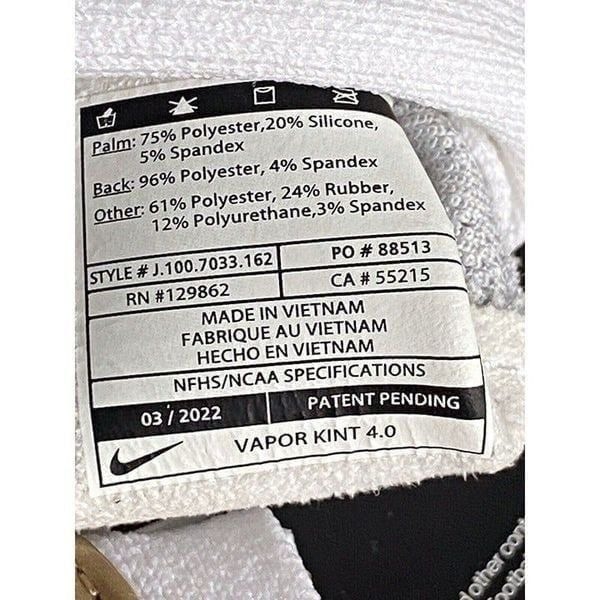 Palm: 75% Polyester,20% Silicone,
5% Spandex
Back: 96% Polyester, 4% Spandex
Other: 61% Polyester, 24% Rubber,
12% Polyurethane,3% Spandex
STYLE # J.100.7033.162
PO # 88513
RN #129862
CA # 55215
MADE IN VIETNAM
FABRIQUE AU VIETNAM
HECHO EN VIETNAM
NFHS/NCAA SPECIFICATIONS
03 / 2022
PATENT PENDING
VAPOR KINT 4.0
other con